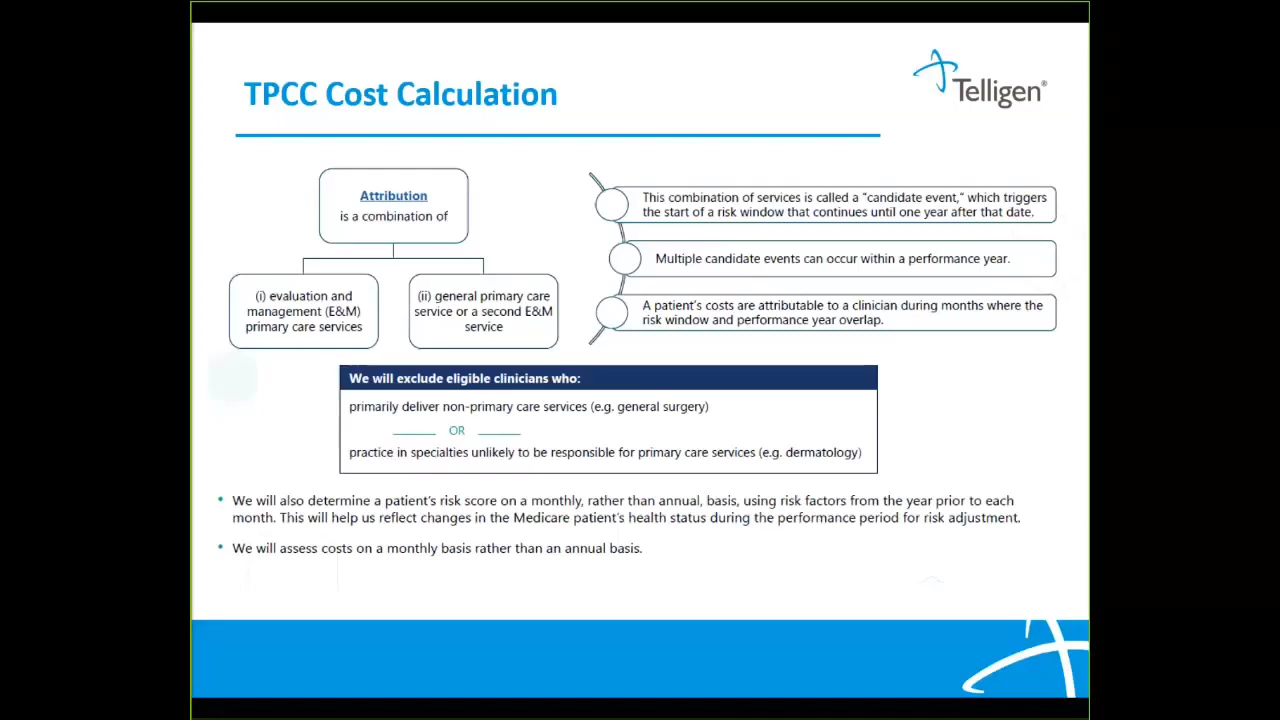 TPCC Cost Calculation
Telligen®
Attribution
is a combination of
(i) evaluation and
management (E&M)
primary care services
(ii) general primary care
service or a second E&M
service
This combination of services is called a “candidate event,” which triggers
the start of a risk window that continues until one year after that date.
Multiple candidate events can occur within a performance year.
A patient’s costs are attributable to a clinician during months where the
risk window and performance year overlap.
We will exclude eligible clinicians who:
primarily deliver non-primary care services (e.g. general surgery)
______ OR ______
practice in specialties unlikely to be responsible for primary care services (e.g. dermatology)
• We will also determine a patient’s risk score on a monthly, rather than annual, basis, using risk factors from the year prior to each
month. This will help us reflect changes in the Medicare patient’s health status during the performance period for risk adjustment.
• We will assess costs on a monthly basis rather than an annual basis.